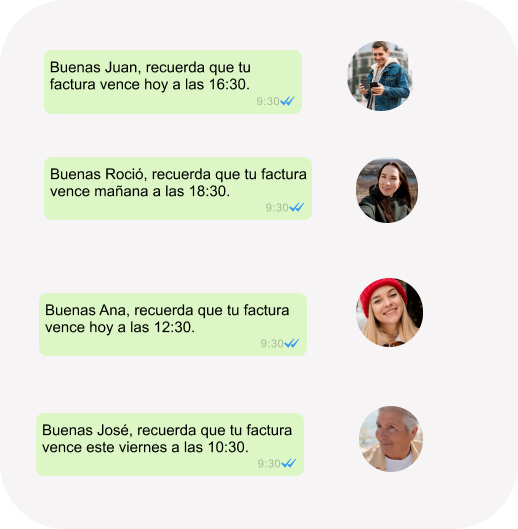 Buenas Juan, recuerda que tu
factura vence hoy a las 16:30.
9:30
Buenas Roció, recuerda que tu factura
vence mañana a las 18:30.
9:30
Buenas Ana, recuerda que tu factura
vence hoy a las 12:30.
9:30
Buenas José, recuerda que tu factura
vence este viernes a las 10:30.
9:30